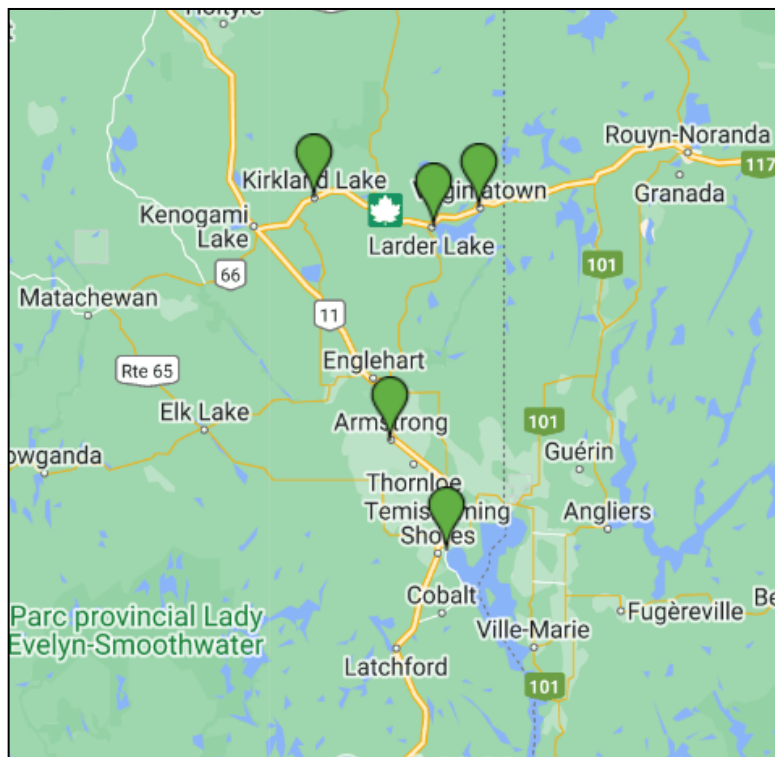 Rouyn-Noranda
117
Granada
Kirkland Lake
Kenogami
Lake
Larder Lake
101
66
Matachewan
11
Rte 65
Englehart
Elk Lake
Armstrong
101
Guérin
owganda
Thornloe
Shores
Angliers
Cobalt
Parc provincial Lady
Evelyn-Smoothwater
Fugèreville
Be
Ville-Marie
Latchford
101